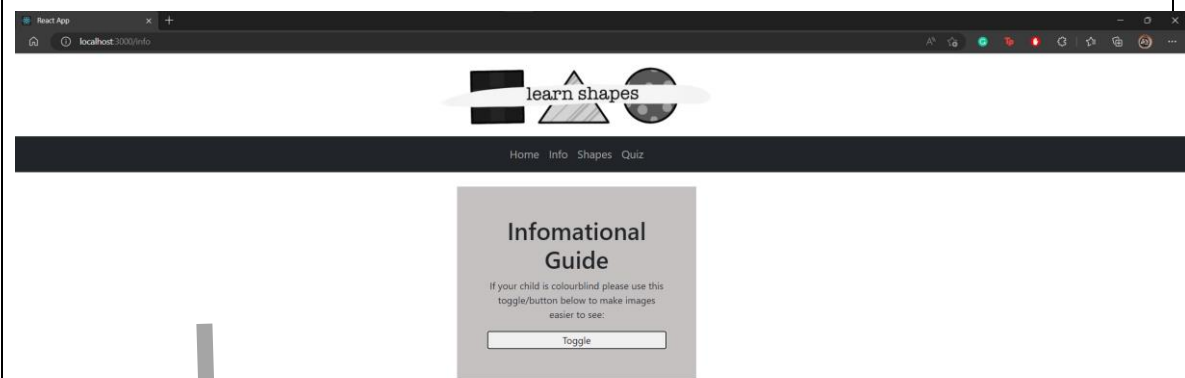 React App
localhost:3000/info
learn shapes
Home Info Shapes Quiz
Infomational
Guide
If your child is colourblind please use this
toggle/button below to make images
easier to see:
Toggle